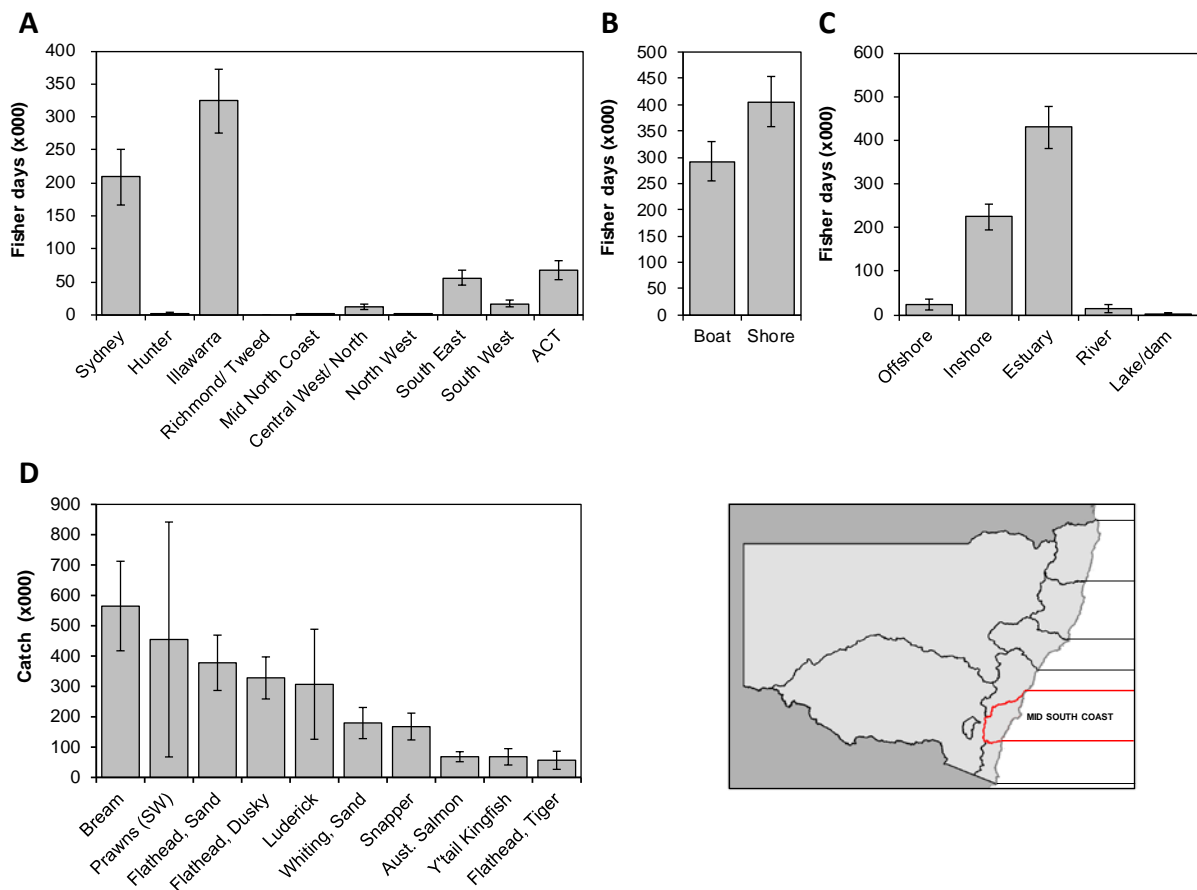 A
Fisher days (x000)
400
350
300
250
200
150
100
50
0
Sydney
Hunter
Illawarra
Richmond/ Tweed
Mid North Coast
Central West/ North
North West
South East
South West
ACT
B
Fisher days (x000)
500
450
400
350
300
250
200
150
100
50
0
Boat
Shore
C
Fisher days (x000)
600
500
400
300
200
100
0
Offshore
Inshore
Estuary
River
Lake/dam
D
Catch (x000)
900
800
700
600
500
400
300
200
100
0
Bream
Prawns (SW)
Flathead, Sand
Flathead, Dusky
Luderick
Whiting, Sand
Snapper
Aust. Salmon
Y'tail Kingfish
Flathead, Tiger
MID SOUTH COAST